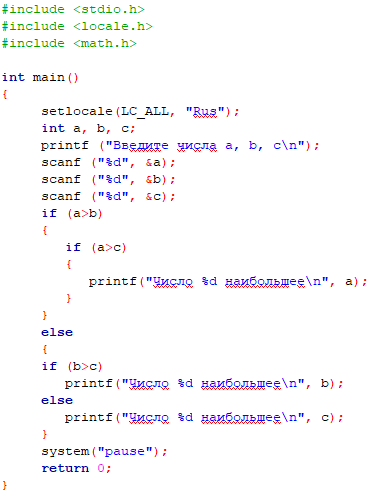 #include <stdio.h>
#include <locale.h>
#include <math.h>
int main()
{
setlocale(LC_ALL, "Rus");
int a, b, c;
printf ("Введите числа a, b, c\n");
scanf ("%d", &a);
scanf ("%d", &b);
scanf ("%d", &c);
if (a>b)
{
if (a>c)
{
printf("Число %d наибольшее\n", a);
}
}
else
{
if (b>c)
printf("Число %d наибольшее\n", b);
else
printf("Число %d наибольшее\n", c);
}
system("pause");
return 0;
}